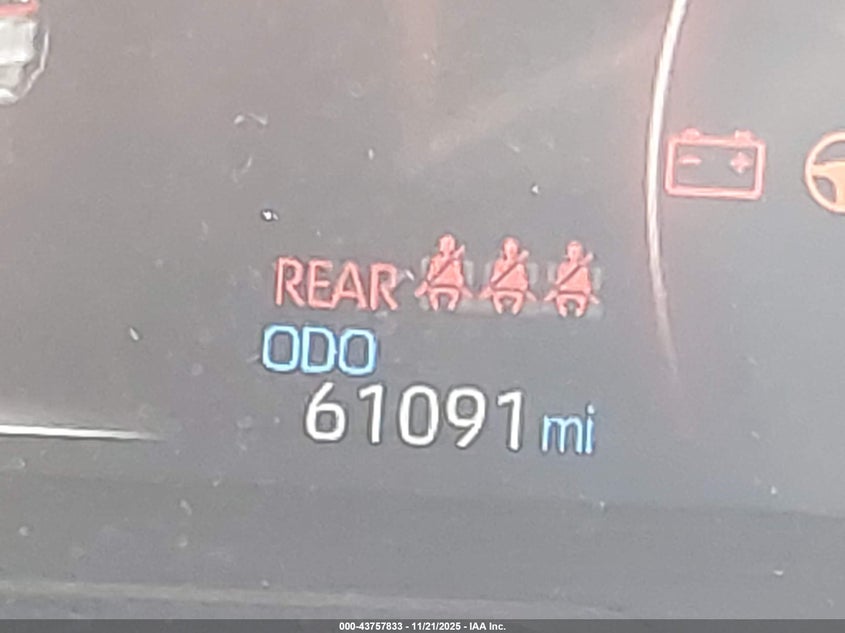 REAR
ODO
61091 mi
000-43757833 - 11/21/2025 - IAA Inc.